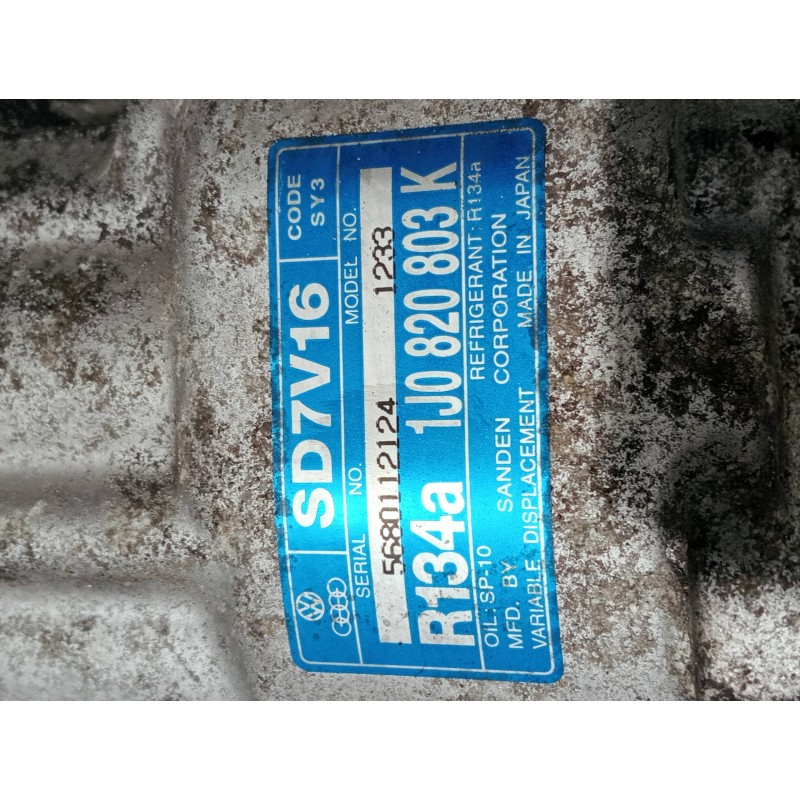 SD7V16
CODE
SY3
SERIAL NO.
MODEL NO.
5680112124
1233
R134a
1J0 820 803 K
OIL: SP-10
REFRIGERANT: R134a
MFD. BY SANDEN CORPORATION
VARIABLE DISPLACEMENT MADE IN JAPAN